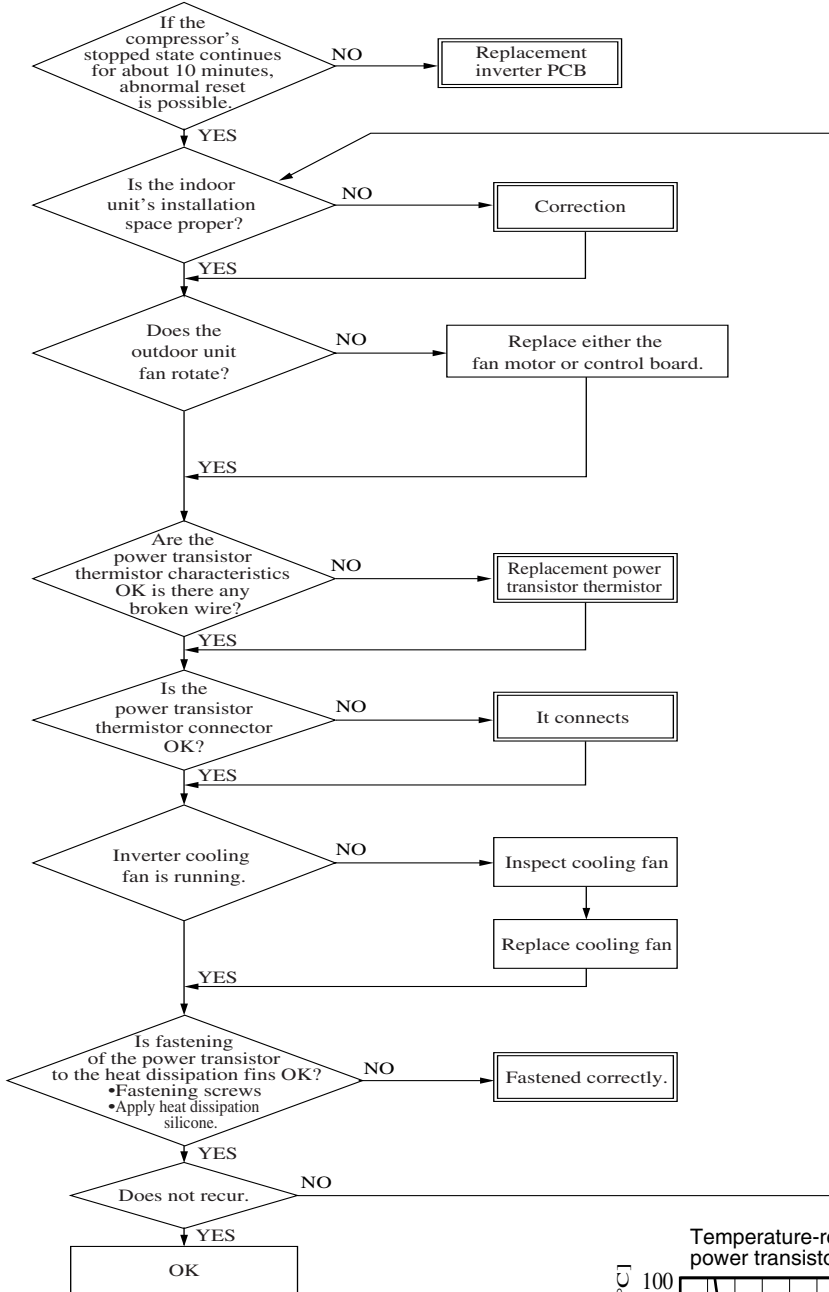 If the
compressor's
stopped state continues
for about 10 minutes,
abnormal reset
is possible.
NO
Replacement
inverter PCB
YES
Is the indoor
unit's installation
space proper?
NO
Correction
YES
Does the
outdoor unit
fan rotate?
NO
Replace either the
fan motor or control board.
YES
Are the
power transistor
thermistor characteristics
OK is there any
broken wire?
NO
Replacement power
transistor thermistor
YES
Is the
power transistor
thermistor connector
OK?
NO
It connects
YES
Inverter cooling
fan is running.
NO
Inspect cooling fan
Replace cooling fan
YES
Is fastening
of the power transistor
to the heat dissipation fins OK?
•Fastening screws
•Apply heat dissipation
silicone.
NO
Fastened correctly.
YES
Does not recur.
NO
YES
OK
Temperature-re
power transisto
°C]
100